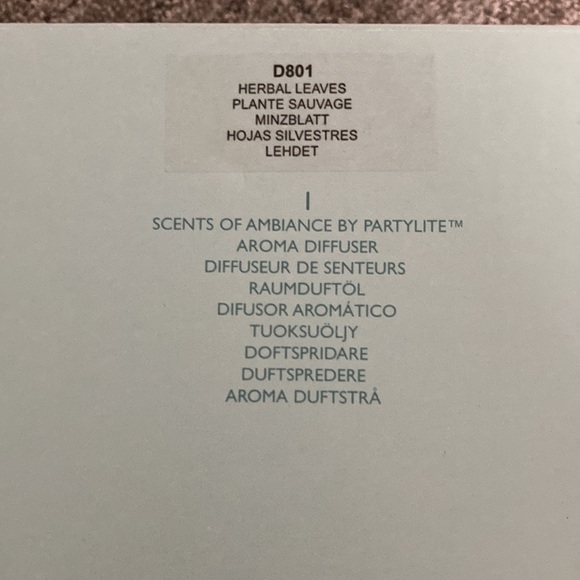 D801
HERBAL LEAVES
PLANTE SAUVAGE
MINZBLATT
HOJAS SILVESTRES
LEHDET
SCENTS OF AMBIANCE BY PARTYLITE™
AROMA DIFFUSER
DIFFUSEUR DE SENTEURS
RAUMDUFTÖL
DIFUSOR AROMÁTICO
TUOKSUÖLJY
DOFTSPRIDARE
DUFTSPREDERE
AROMA DUFTSTRÅ